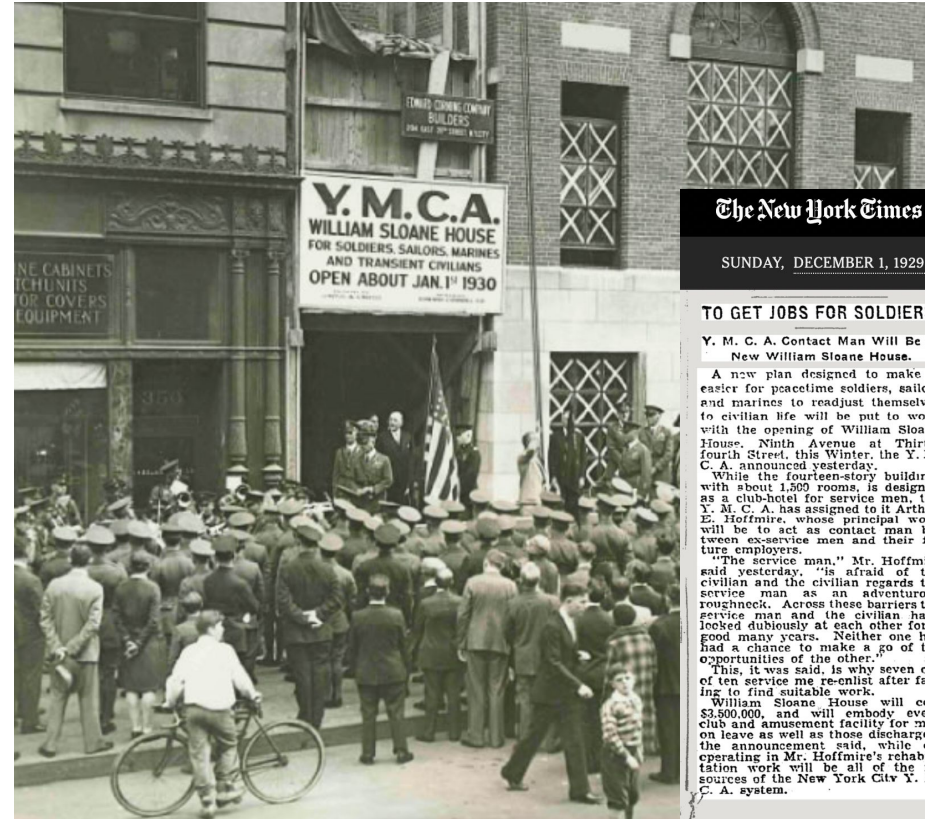 EDWARD CORNING COMPANY
BUILDERS
Y.M.C.A.
WILLIAM SLOANE HOUSE
FOR SOLDIERS, SAILORS, MARINES
AND TRANSIENT CIVILIANS
OPEN ABOUT JAN. 1st 1930
NE CABINETS
TCHUNITS
TOR COVERS
EQUIPMENT
350
The New York Times
SUNDAY, DECEMBER 1, 1929
TO GET JOBS FOR SOLDIER
Y. M. C. A. Contact Man Will Be
New William Sloane House.
A new plan designed to make
easier for peacetime soldiers, sailo
and marines to readjust themselv
to civilian life will be put to wo
with the opening of William Sloa
House, Ninth Avenue at Thir
fourth Street, this Winter, the Y.
C. A. announced yesterday.
While the fourteen-story buildin
with about 1,500 rooms, is design
as a club-hotel for service men, t
Y. M. C. A. has assigned to it Arth
E. Hoffmire, whose principal wo
will be to act as contact man b
tween ex-service men and their f
ture employers.
"The service man," Mr. Hoffmi
said yesterday, "is afraid of t
civilian and the civilian regards t
service man as an adventuro
roughneck. Across these barriers t
service man and the civilian ha
looked dubiously at each other for
good many years. Neither one h
had a chance to make a go of t
opportunities of the other."
This, it was said, is why seven o
of ten service me re-enlist after fa
ing to find suitable work.
William Sloane House will co
$3,500,000, and will embody eve
club and amusement facility for m
on leave as well as those discharge
the announcement said, while c
operating in Mr. Hoffmire's rehab
tation work will be all of the
sources of the New York City Y.
C. A. system.